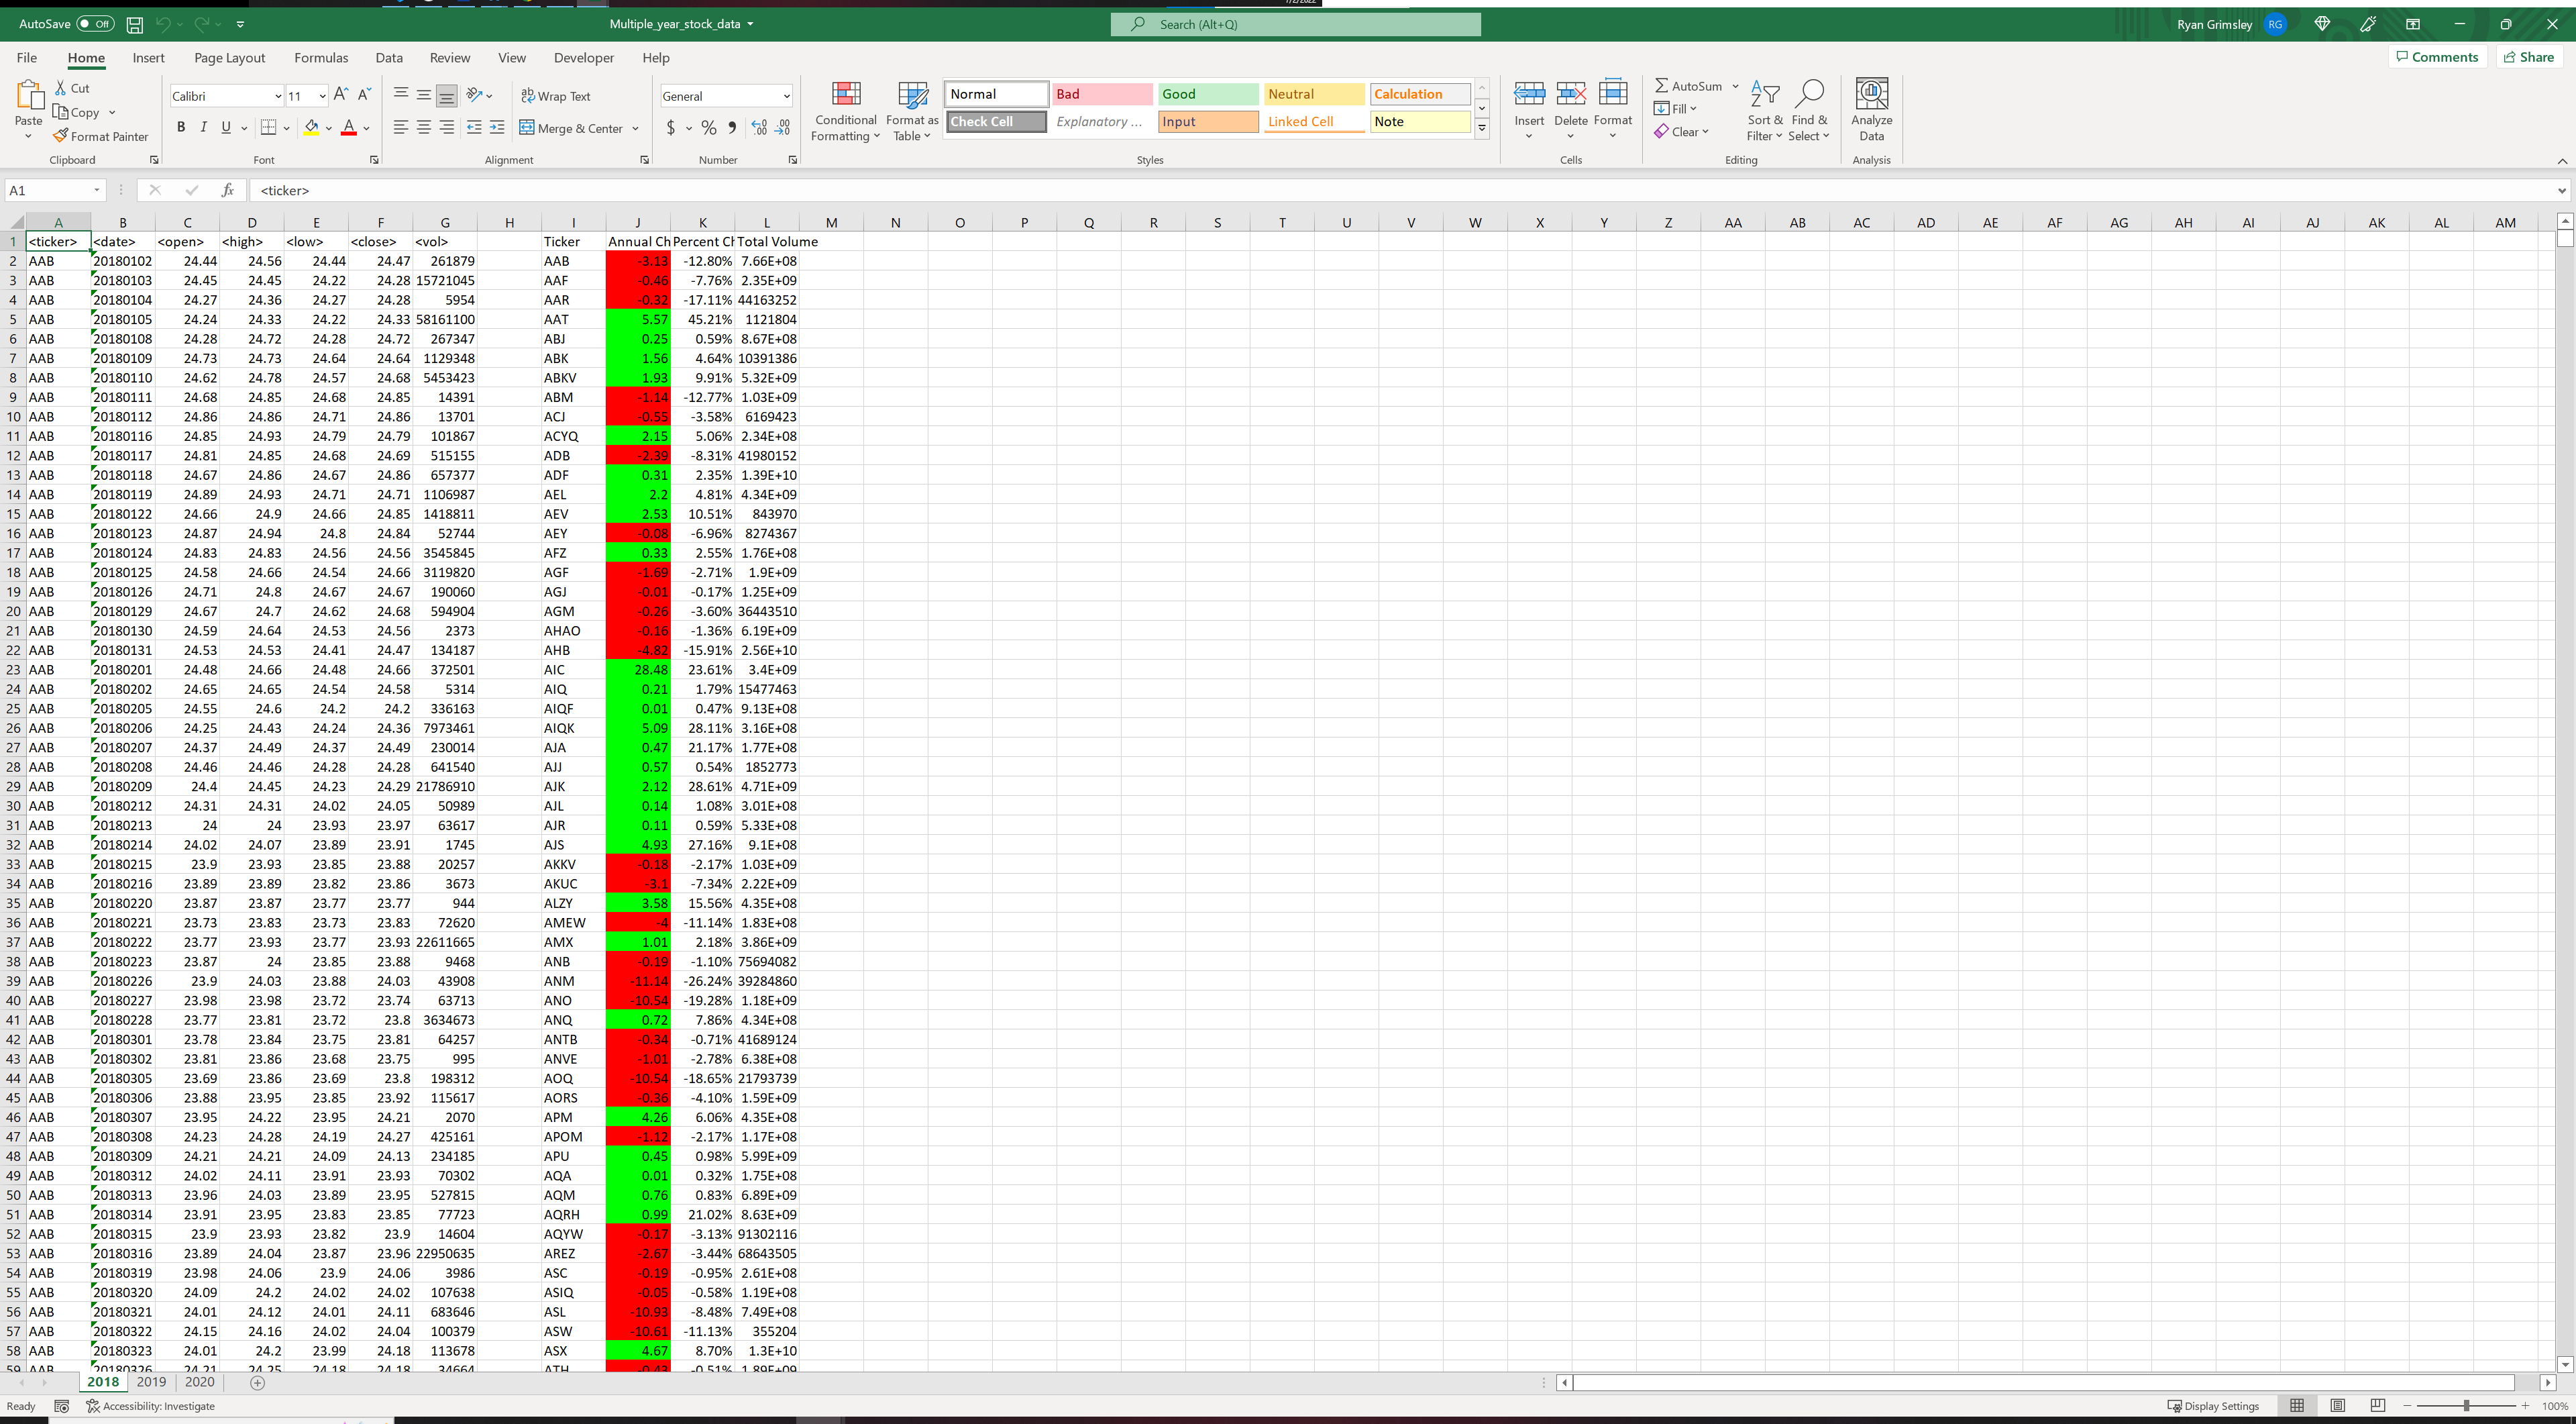 7/2/2022
AutoSave Off Multiple_year_stock_data Search (Alt+Q) Ryan Grimsley RG
File Home Insert Page Layout Formulas Data Review View Developer Help Comments Share
Paste Cut Copy Format Painter Clipboard
Calibri 11 B I U A Font
Wrap Text Merge & Center Alignment
General $ % Number
Conditional Formatting Format as Table
Normal Bad Good Neutral Calculation
Check Cell Explanatory ... Input Linked Cell Note
Styles
Insert Delete Format Cells
AutoSum Fill Clear Sort & Filter Find & Select Editing
Analyze Data Analysis
A1 fx <ticker>
A B C D E F G H I J K L M N O P Q R S T U V W X Y Z AA AB AC AD AE AF AG AH AI AJ AK AL AM
1 <ticker> <date> <open> <high> <low> <close> <vol> Ticker Annual Ch Percent Ch Total Volume
2 AAB 20180102 24.44 24.56 24.44 24.47 261879 AAB -3.13 -12.80% 7.66E+08
3 AAB 20180103 24.45 24.45 24.22 24.28 15721045 AAF -0.46 -7.76% 2.35E+09
4 AAB 20180104 24.27 24.36 24.27 24.28 5954 AAR -0.32 -17.11% 44163252
5 AAB 20180105 24.24 24.33 24.22 24.33 58161100 AAT 5.57 45.21% 1121804
6 AAB 20180108 24.28 24.72 24.28 24.72 267347 ABJ 0.25 0.59% 8.67E+08
7 AAB 20180109 24.73 24.73 24.64 24.64 1129348 ABK 1.56 4.64% 10391386
8 AAB 20180110 24.62 24.78 24.57 24.68 5453423 ABKV 1.93 9.91% 5.32E+09
9 AAB 20180111 24.68 24.85 24.68 24.85 14391 ABM -1.14 -12.77% 1.03E+09
10 AAB 20180112 24.86 24.86 24.71 24.86 13701 ACJ -0.55 -3.58% 6169423
11 AAB 20180116 24.85 24.93 24.79 24.79 101867 ACYQ 2.15 5.06% 2.34E+08
12 AAB 20180117 24.81 24.85 24.68 24.69 515155 ADB -2.39 -8.31% 41980152
13 AAB 20180118 24.67 24.86 24.67 24.86 657377 ADF 0.31 2.35% 1.39E+10
14 AAB 20180119 24.89 24.93 24.71 24.71 1106987 AEL 2.2 4.81% 4.34E+09
15 AAB 20180122 24.66 24.9 24.66 24.85 1418811 AEV 2.53 10.51% 843970
16 AAB 20180123 24.87 24.94 24.8 24.84 52744 AEY -0.08 -6.96% 8274367
17 AAB 20180124 24.83 24.83 24.56 24.56 3545845 AFZ 0.33 2.55% 1.76E+08
18 AAB 20180125 24.58 24.66 24.54 24.66 3119820 AGF -1.69 -2.71% 1.9E+09
19 AAB 20180126 24.71 24.8 24.67 24.67 190060 AGJ -0.01 -0.17% 1.25E+09
20 AAB 20180129 24.67 24.7 24.62 24.68 594904 AGM -0.26 -3.60% 36443510
21 AAB 20180130 24.59 24.64 24.53 24.56 2373 AHAO -0.16 -1.36% 6.19E+09
22 AAB 20180131 24.53 24.53 24.41 24.47 134187 AHB -4.82 -15.91% 2.56E+10
23 AAB 20180201 24.48 24.66 24.48 24.66 372501 AIC 28.48 23.61% 3.4E+09
24 AAB 20180202 24.65 24.65 24.54 24.58 5314 AIQ 0.21 1.79% 15477463
25 AAB 20180205 24.55 24.6 24.2 24.2 336163 AIQF 0.01 0.47% 9.13E+08
26 AAB 20180206 24.25 24.43 24.24 24.36 7973461 AIQK 5.09 28.11% 3.16E+08
27 AAB 20180207 24.37 24.49 24.37 24.49 230014 AJA 0.47 21.17% 1.77E+08
28 AAB 20180208 24.46 24.46 24.28 24.28 641540 AJJ 0.57 0.54% 1852773
29 AAB 20180209 24.4 24.45 24.23 24.29 21786910 AJK 2.12 28.61% 4.71E+09
30 AAB 20180212 24.31 24.31 24.02 24.05 50989 AJL 0.14 1.08% 3.01E+08
31 AAB 20180213 24 24 23.93 23.97 63617 AJR 0.11 0.59% 5.33E+08
32 AAB 20180214 24.02 24.07 23.89 23.91 1745 AJS 4.93 27.16% 9.1E+08
33 AAB 20180215 23.9 23.93 23.85 23.88 20257 AKKV -0.18 -2.17% 1.03E+09
34 AAB 20180216 23.89 23.89 23.82 23.86 3673 AKUC -3.1 -7.34% 2.22E+09
35 AAB 20180220 23.87 23.87 23.77 23.77 944 ALZY 3.58 15.56% 4.35E+08
36 AAB 20180221 23.73 23.83 23.73 23.83 72620 AMEW -4 -11.14% 1.83E+08
37 AAB 20180222 23.77 23.93 23.77 23.93 22611665 AMX 1.01 2.18% 3.86E+09
38 AAB 20180223 23.87 24 23.85 23.88 9468 ANB -0.19 -1.10% 75694082
39 AAB 20180226 23.9 24.03 23.88 24.03 43908 ANM -11.14 -26.24% 39284860
40 AAB 20180227 23.98 23.98 23.72 23.74 63713 ANO -10.54 -19.28% 1.18E+09
41 AAB 20180228 23.77 23.81 23.72 23.8 3634673 ANQ 0.72 7.86% 4.34E+08
42 AAB 20180301 23.78 23.84 23.75 23.81 64257 ANTB -0.34 -0.71% 41689124
43 AAB 20180302 23.81 23.86 23.68 23.75 995 ANVE -1.01 -2.78% 6.38E+08
44 AAB 20180305 23.69 23.86 23.69 23.8 198312 AOQ -10.54 -18.65% 21793739
45 AAB 20180306 23.88 23.95 23.85 23.92 115617 AORS -0.36 -4.10% 1.59E+09
46 AAB 20180307 23.95 24.22 23.95 24.21 2070 APM 4.26 6.06% 4.35E+08
47 AAB 20180308 24.23 24.28 24.19 24.27 425161 APOM -1.12 -2.17% 1.17E+08
48 AAB 20180309 24.21 24.21 24.09 24.13 234185 APU 0.45 0.98% 5.99E+09
49 AAB 20180312 24.02 24.11 23.91 23.93 70302 AQA 0.01 0.32% 1.75E+08
50 AAB 20180313 23.96 24.03 23.89 23.95 527815 AQM 0.76 0.83% 6.89E+09
51 AAB 20180314 23.91 23.95 23.83 23.85 77723 AQRH 0.99 21.02% 8.63E+09
52 AAB 20180315 23.9 23.93 23.82 23.9 14604 AQYW -0.17 -3.13% 91302116
53 AAB 20180316 23.89 24.04 23.87 23.96 22950635 AREZ -2.67 -3.44% 68643505
54 AAB 20180319 23.98 24.06 23.9 24.06 3986 ASC -0.19 -0.95% 2.61E+08
55 AAB 20180320 24.09 24.2 24.02 24.02 107638 ASIQ -0.05 -0.58% 1.19E+08
56 AAB 20180321 24.01 24.12 24.01 24.11 683646 ASL -10.93 -8.48% 7.49E+08
57 AAB 20180322 24.15 24.16 24.02 24.04 100379 ASW -10.61 -11.13% 355204
58 AAB 20180323 24.01 24.2 23.99 24.18 113678 ASX 4.67 8.70% 1.3E+10
59 AAB 20180326 24.21 24.25 24.18 24.18 34664 ATH -0.43 -0.51% 1.89E+09
2018 2019 2020
Ready Accessibility: Investigate Display Settings 100%